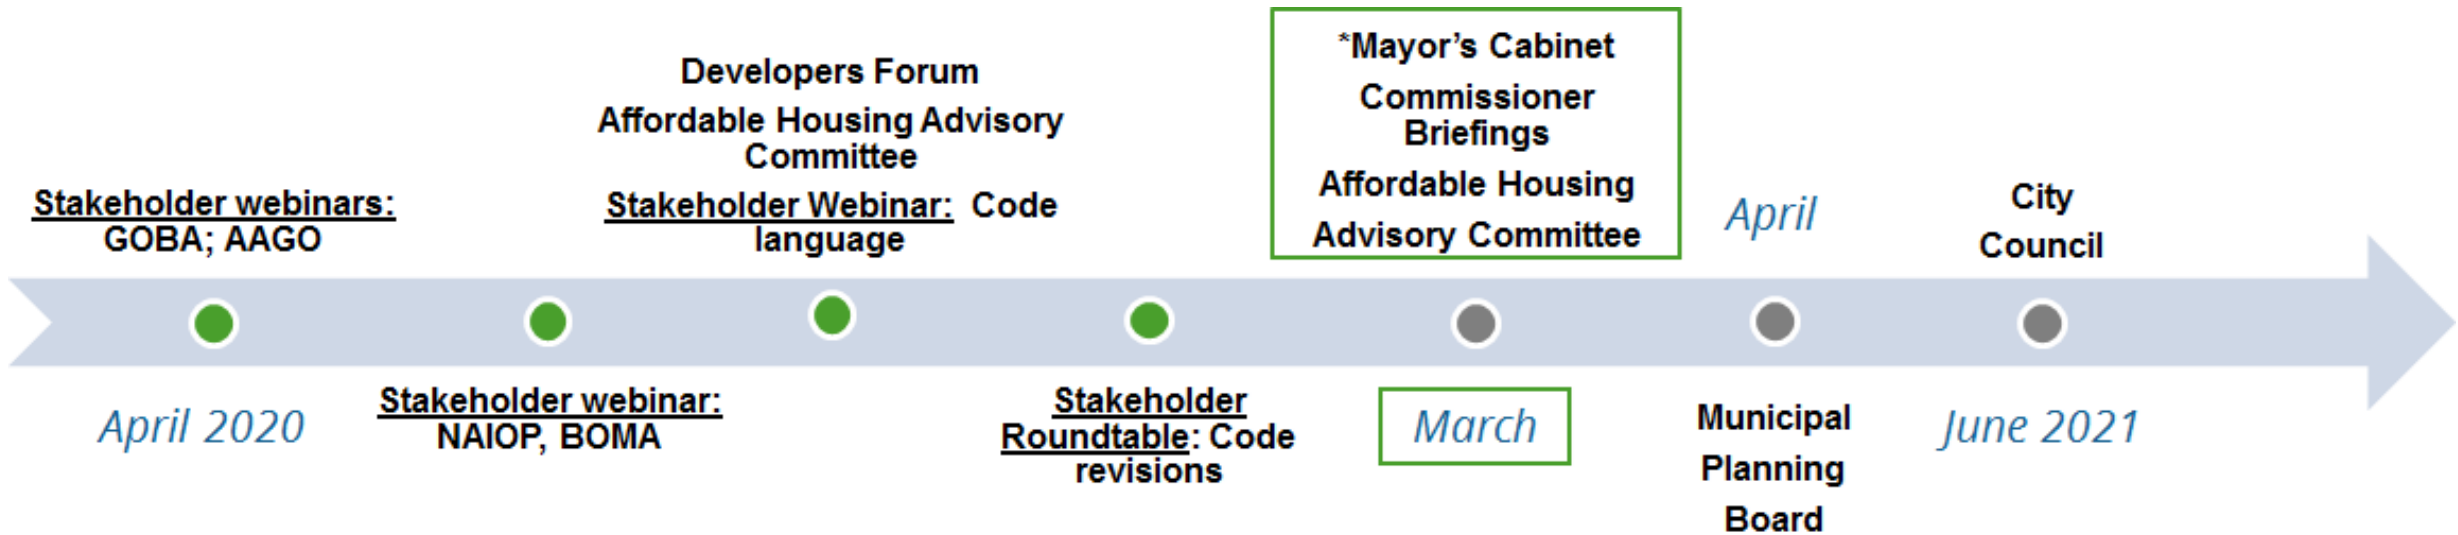 Stakeholder webinars:
GOBA; AAGO
April 2020
Stakeholder webinar:
NAIOP, BOMA
Developers Forum
Affordable Housing Advisory
Committee
Stakeholder Webinar: Code
language
Stakeholder
Roundtable: Code
revisions
*Mayor's Cabinet
Commissioner
Briefings
Affordable Housing
Advisory Committee
March
April
Municipal
Planning
Board
City
Council
June 2021